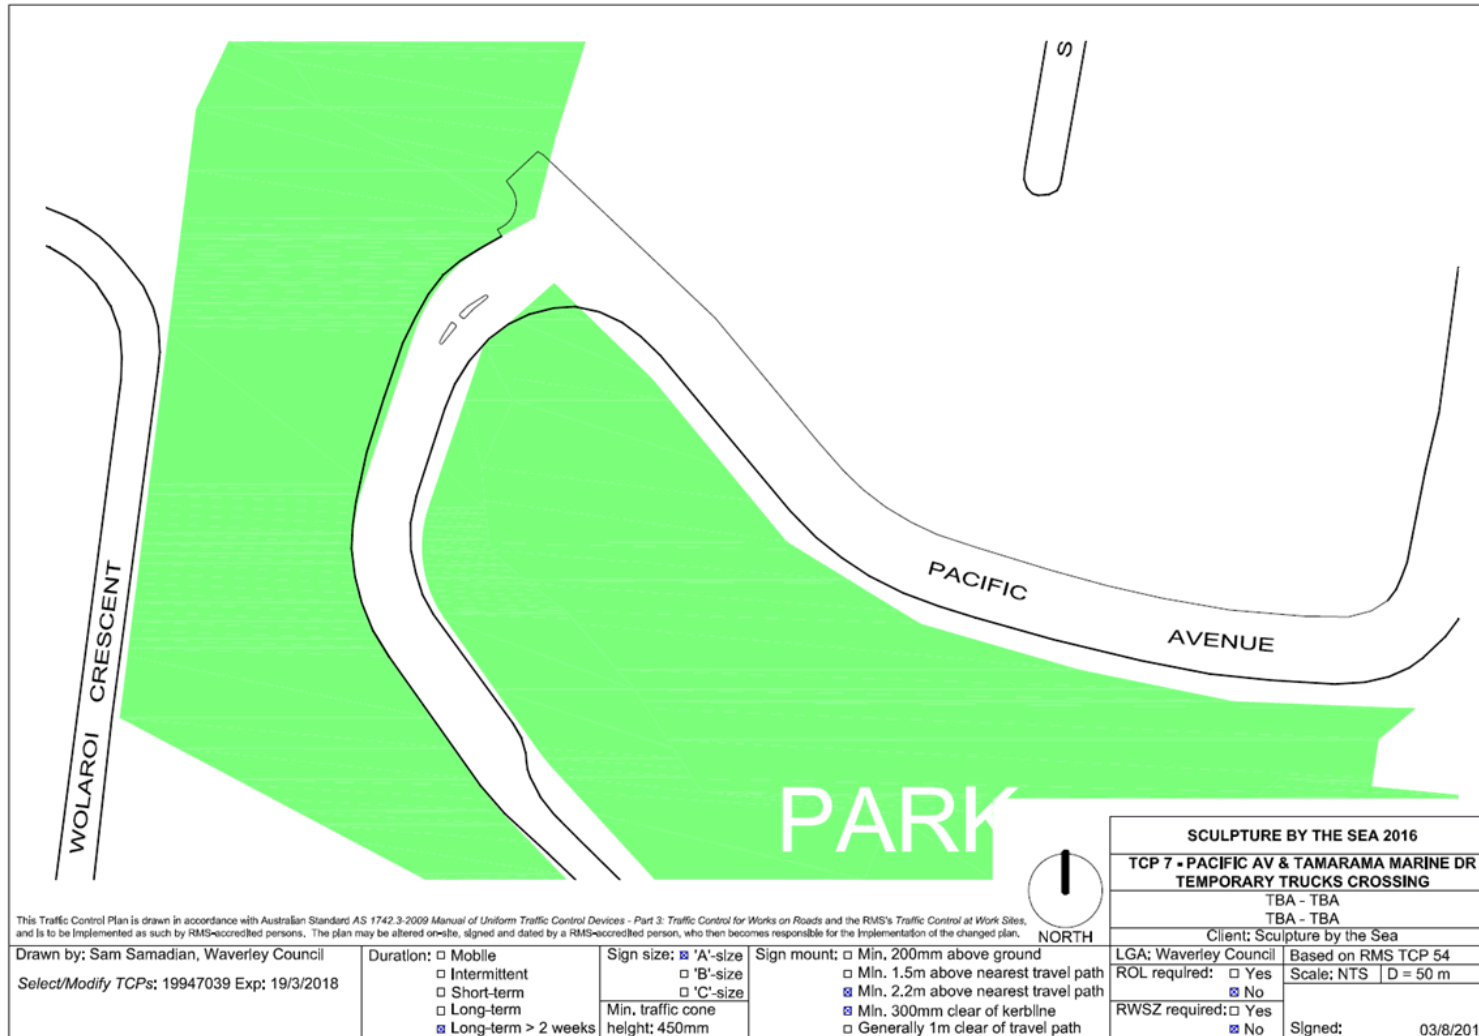 S
PACIFIC
AVENUE
WOLAROI CRESCENT
PARK
NORTH
This Traffic Control Plan is drawn in accordance with Australian Standard AS 1742.3-2009 Manual of Uniform Traffic Control Devices - Part 3: Traffic Control for Works on Roads and the RMS's Traffic Control at Work Sites,
and is to be implemented as such by RMS-accredited persons. The plan may be altered on-site, signed and dated by a RMS-accredited person, who then becomes responsible for the implementation of the changed plan.
SCULPTURE BY THE SEA 2016
TCP 7 - PACIFIC AV & TAMARAMA MARINE DR
TEMPORARY TRUCKS CROSSING
TBA - TBA
TBA - TBA
Client: Sculpture by the Sea
Drawn by: Sam Samadian, Waverley Council
Select/Modify TCPs: 19947039 Exp: 19/3/2018
Duration: □ Mobile
□ Intermittent
□ Short-term
□ Long-term
☒ Long-term > 2 weeks
Sign size: ☒ 'A'-size
□ 'B'-size
□ 'C'-size
Min. traffic cone
height: 450mm
Sign mount: □ Min. 200mm above ground
□ Min. 1.5m above nearest travel path
☒ Min. 2.2m above nearest travel path
☒ Min. 300mm clear of kerbline
□ Generally 1m clear of travel path
LGA: Waverley Council
Based on RMS TCP 54
ROL required: □ Yes
☒ No
Scale: NTS
D = 50 m
RWSZ required: □ Yes
☒ No
Signed: 03/8/201